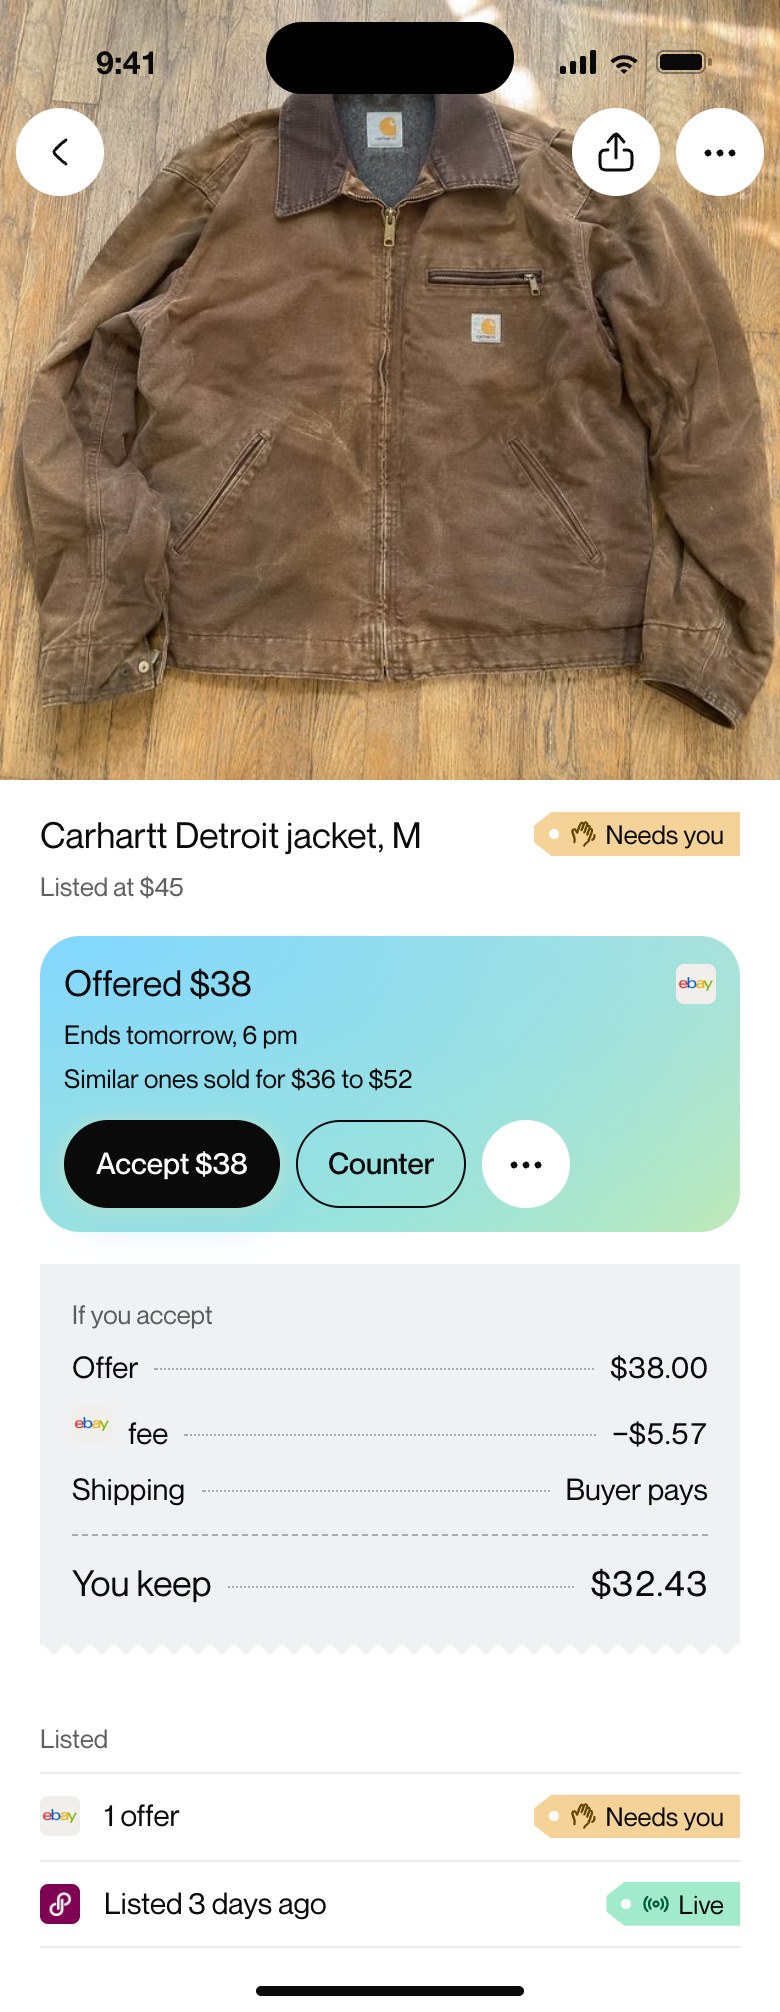 9:41
carhartt
carhartt
Carhartt Detroit jacket, M
Needs you
Listed at $45
Offered $38
ebay
Ends tomorrow, 6 pm
Similar ones sold for $36 to $52
Accept $38
Counter
If you accept
Offer $38.00
ebay fee −$5.57
Shipping Buyer pays
You keep $32.43
Listed
ebay 1 offer Needs you
Listed 3 days ago Live